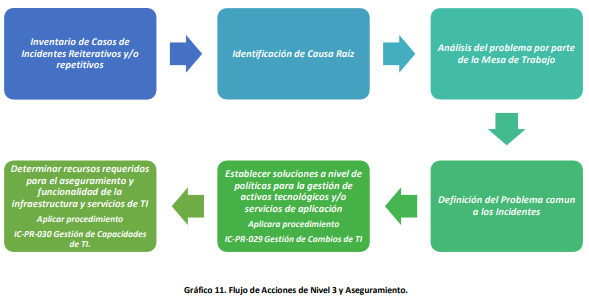 Inventario de Casos de
Incidentes Reiterativos y/o
repetitivos
Identificación de Causa Raíz
Análisis del problema por parte
de la Mesa de Trabajo
Definición del Problema comun
a los Incidentes
Establecer soluciones a nivel de
políticas para la gestión de
activos tecnológicos y/o
servicios de aplicación
Aplicara procedimiento
IC-PR-029 Gestión de Cambios de TI
Determinar recursos requeridos
para el aseguramiento y
funcionalidad de la
infraestructura y servicios de TI
Aplicar procedimiento
IC-PR-030 Gestión de Capacidades
de TI.
Gráfico 11. Flujo de Acciones de Nivel 3 y Aseguramiento.